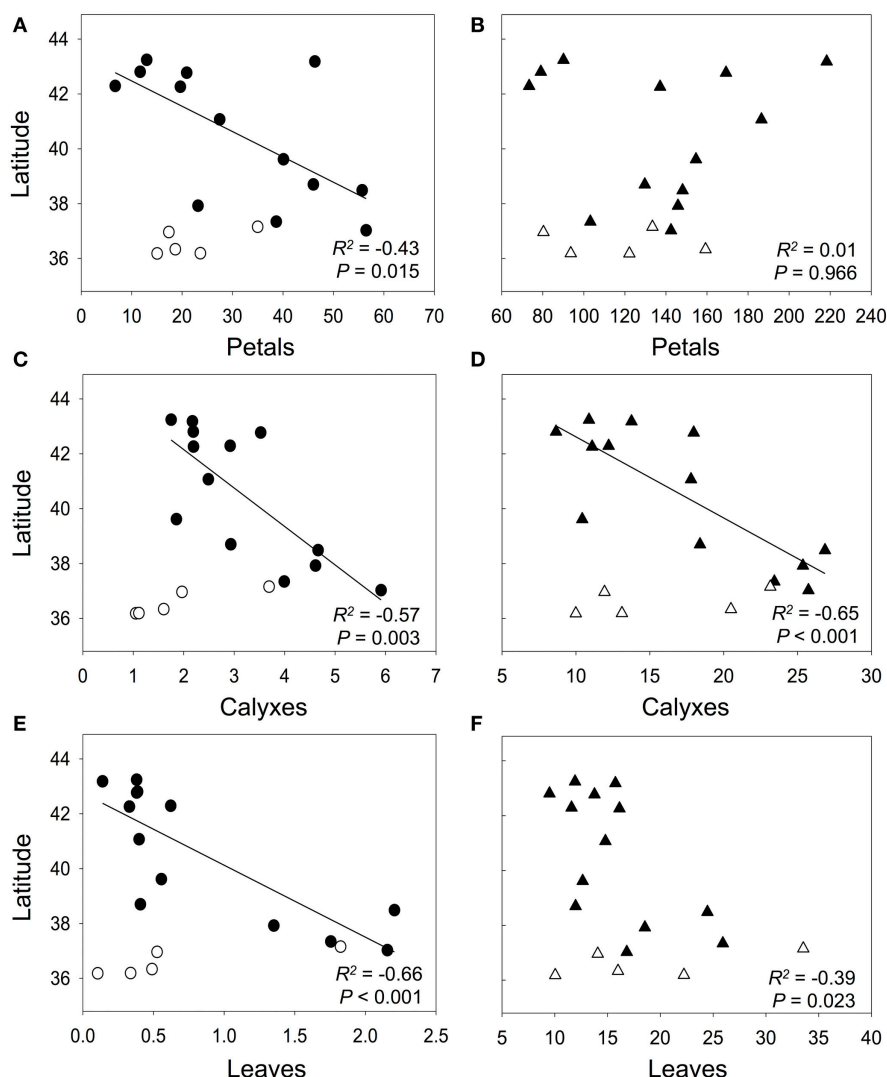 A
Latitude
44
42
40
38
36
R² = -0.43
P = 0.015
0 10 20 30 40 50 60 70
Petals
B
R² = 0.01
P = 0.966
60 80 100 120 140 160 180 200 220 240
Petals
C
Latitude
44
42
40
38
36
R² = -0.57
P = 0.003
0 1 2 3 4 5 6 7
Calyxes
D
R² = -0.65
P < 0.001
5 10 15 20 25 30
Calyxes
E
Latitude
44
42
40
38
36
R² = -0.66
P < 0.001
0.0 0.5 1.0 1.5 2.0 2.5
Leaves
F
R² = -0.39
P = 0.023
5 10 15 20 25 30 35 40
Leaves